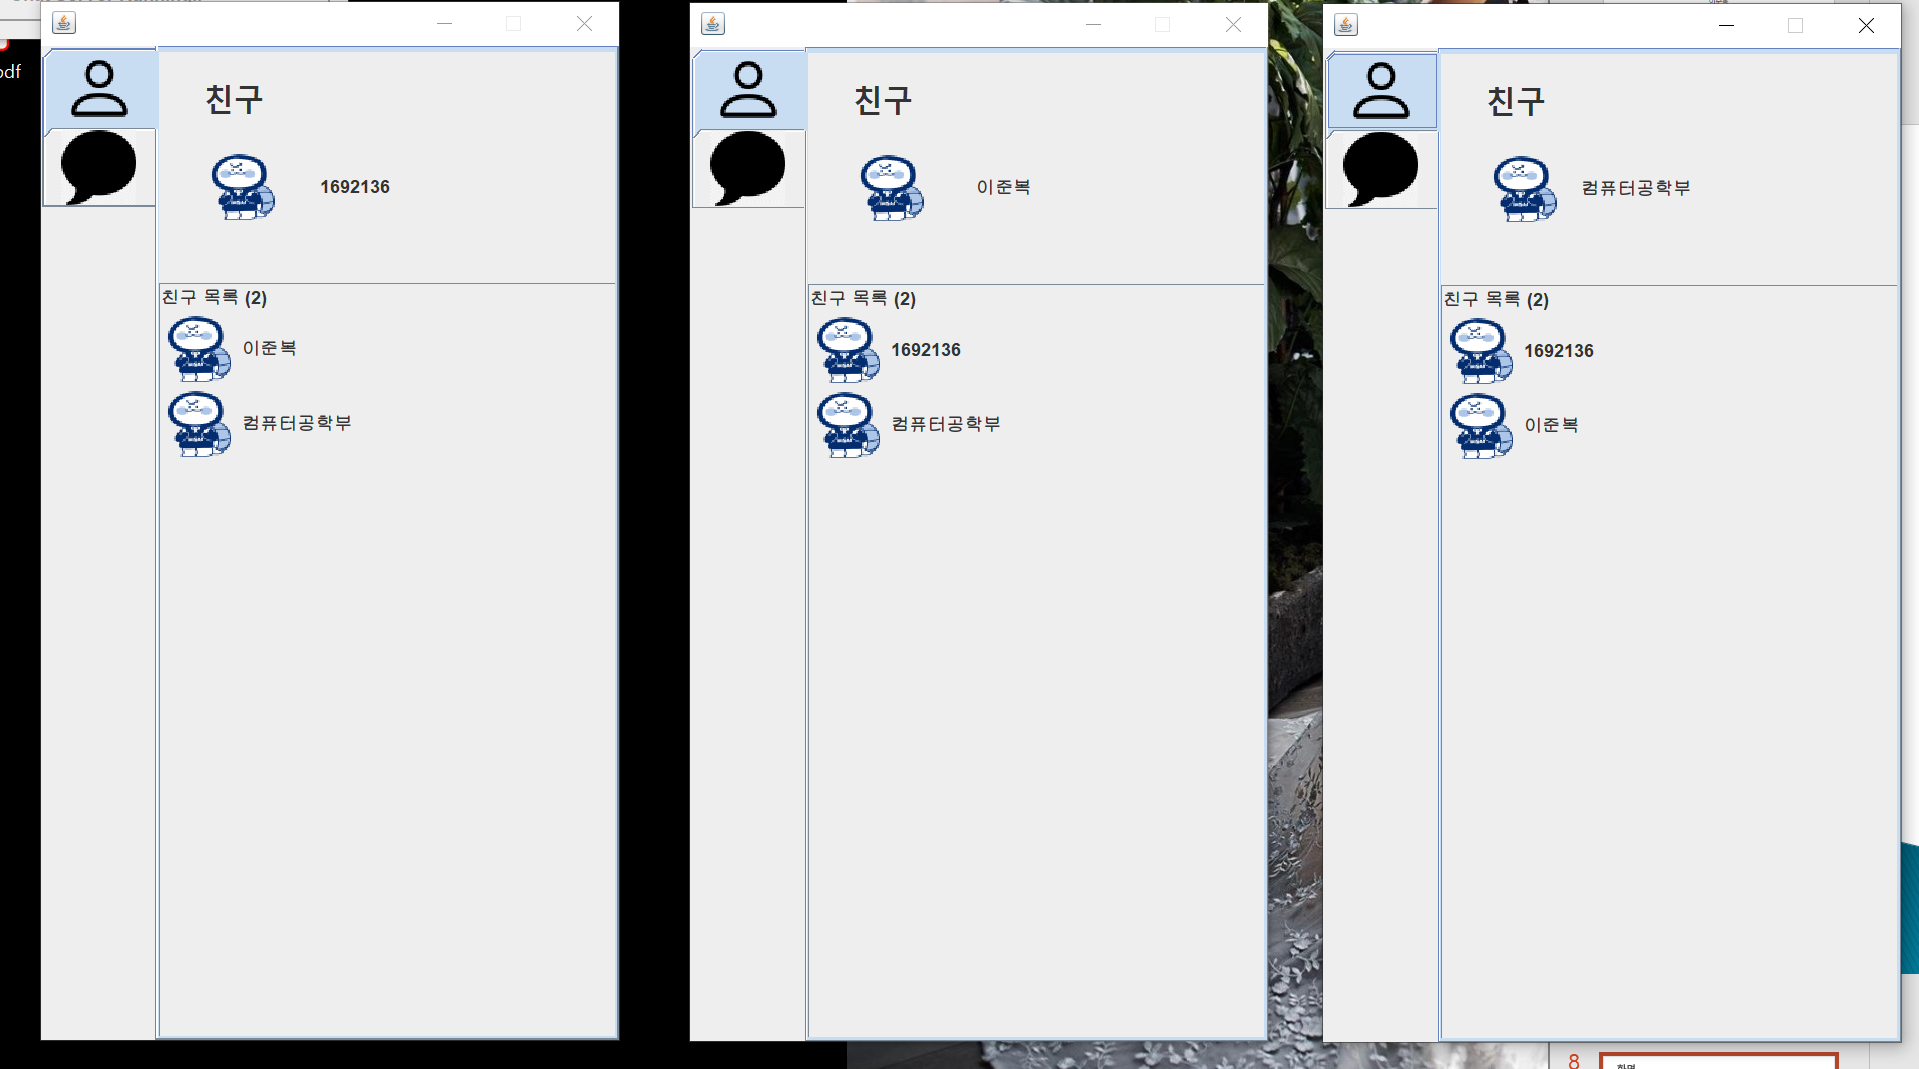 pdf
친구
1692136
친구 목록 (2)
이준복
컴퓨터공학부
친구
이준복
친구 목록 (2)
1692136
컴퓨터공학부
친구
컴퓨터공학부
친구 목록 (2)
1692136
이준복
8